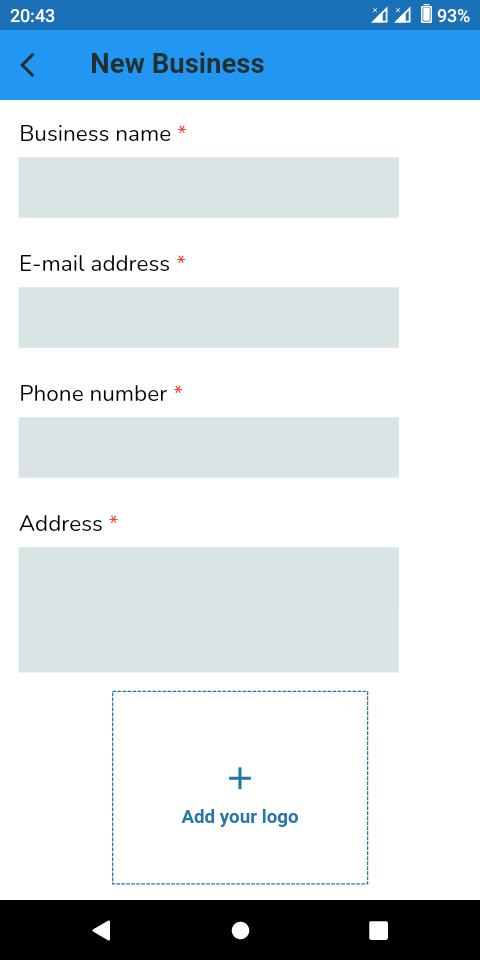 20:43
93%
New Business
Business name *
E-mail address *
Phone number *
Address *
Add your logo